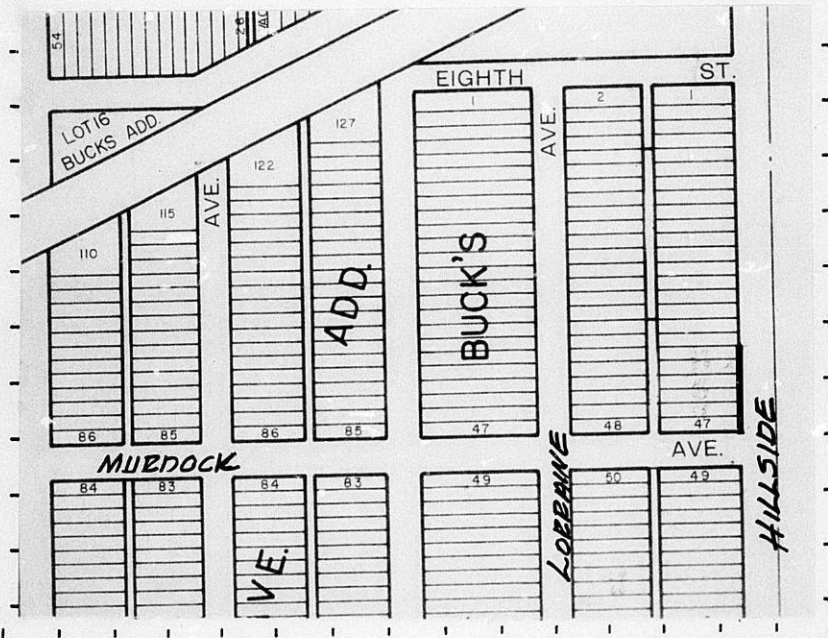 54
26
AC
EIGHTH ST.
LOT 16
BUCKS ADD.
127
1
AVE.
2
1
122
AVE.
115
110
ADD.
BUCK'S
86
85
86
85
47
48
47
MURDOCK
AVE.
LORRAINE
HILLSIDE
84
83
84
83
49
50
49
VE.